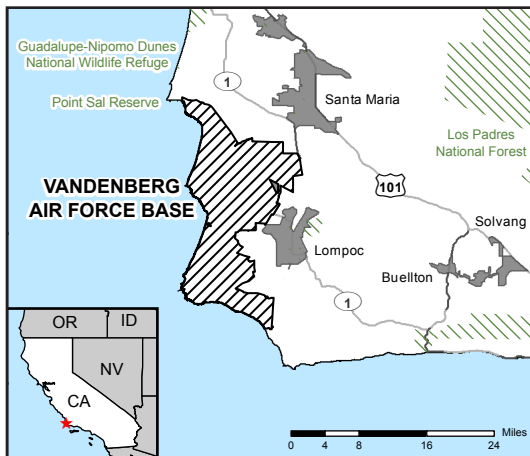 Guadalupe-Nipomo Dunes
National Wildlife Refuge
1
Santa Maria
Point Sal Reserve
Los Padres
National Forest
VANDENBERG
AIR FORCE BASE
101
Solvang
Lompoc
Buellton
1
OR
ID
NV
CA
Miles
0 4 8 16 24